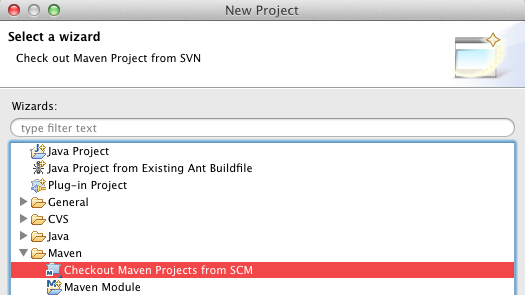 New Project
Select a wizard
Check out Maven Project from SVN
Wizards:
type filter text
Java Project
Java Project from Existing Ant Buildfile
Plug-in Project
General
CVS
Java
Maven
Checkout Maven Projects from SCM
Maven Module